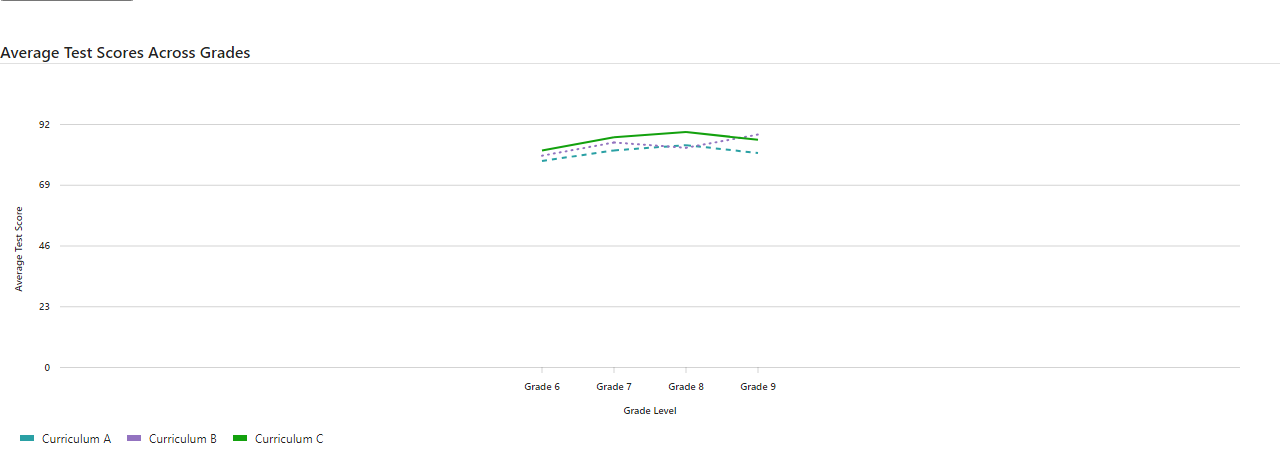 Average Test Scores Across Grades
92
69
46
23
0
Average Test Score
Grade 6 Grade 7 Grade 8 Grade 9
Grade Level
Curriculum A Curriculum B Curriculum C